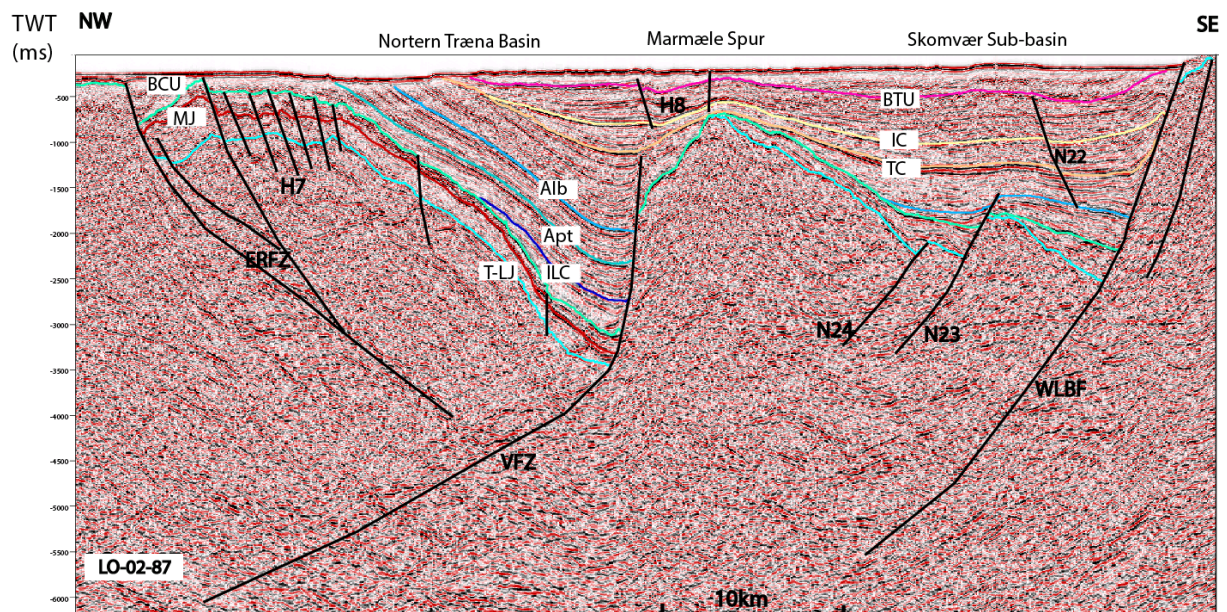 TWT NW SE
(ms)
Nortern Træna Basin Marmæle Spur Skomvær Sub-basin
BCU
BTU
-500
H8
MJ
IC
-1000
N22
TC
H7
Alb
-1500
-2000
Apt
ERFZ
T-LJ ILC
-2500
-3000
N24 N23
-3500
WLBF
-4000
VFZ
-4500
-5000
-5500
LO-02-87
-6000
10km